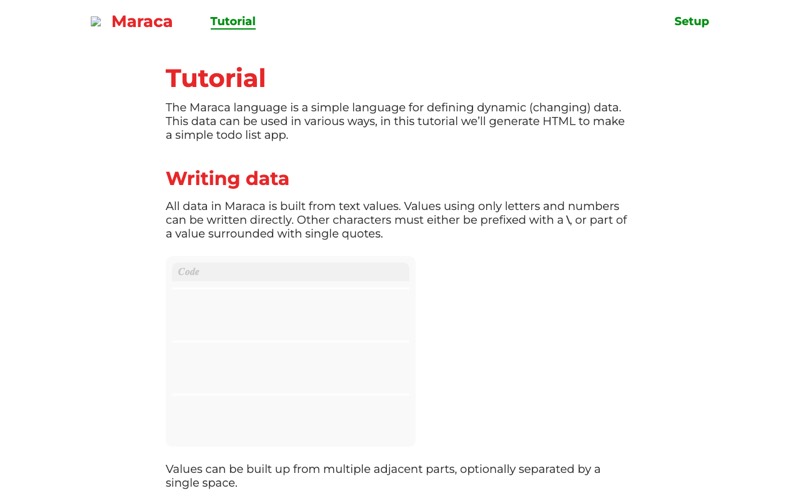 Maraca
Tutorial
Setup
Tutorial
The Maraca language is a simple language for defining dynamic (changing) data.
This data can be used in various ways, in this tutorial we'll generate HTML to make
a simple todo list app.
Writing data
All data in Maraca is built from text values. Values using only letters and numbers
can be written directly. Other characters must either be prefixed with a \, or part of
a value surrounded with single quotes.
Code
Values can be built up from multiple adjacent parts, optionally separated by a
single space.